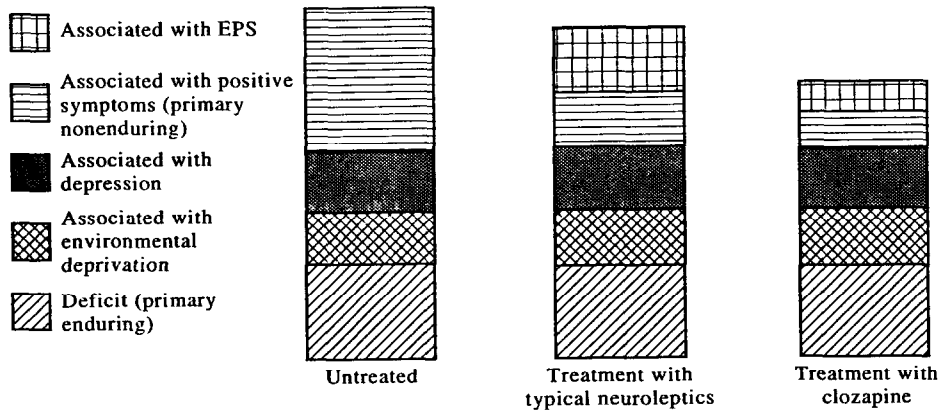 Associated with EPS
Associated with positive
symptoms (primary
nonenduring)
Associated with
depression
Associated with
environmental
deprivation
Deficit (primary
enduring)
Untreated
Treatment with
typical neuroleptics
Treatment with
clozapine